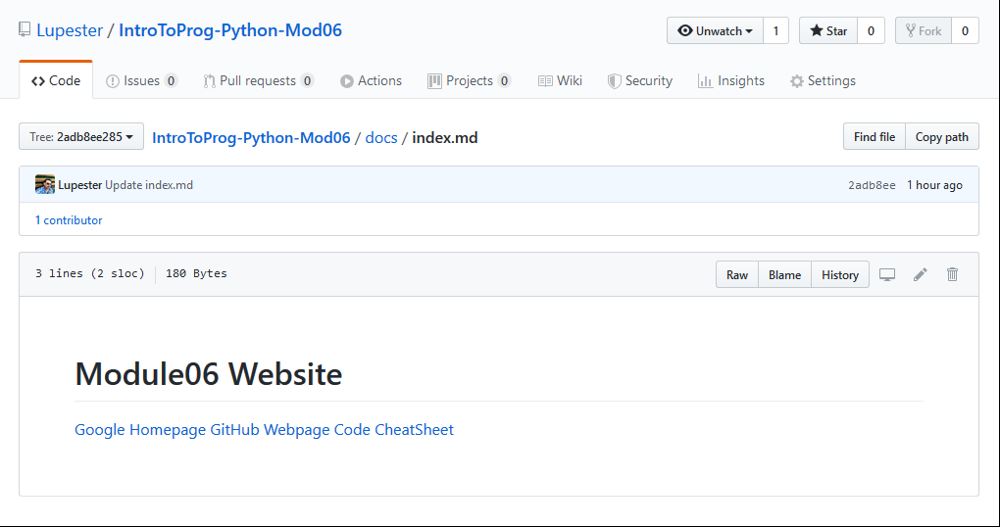 Lupester / IntroToProg-Python-Mod06 Unwatch 1 Star 0 Fork 0
Code Issues 0 Pull requests 0 Actions Projects 0 Wiki Security Insights Settings
Tree: 2adb8ee285 IntroToProg-Python-Mod06 / docs / index.md Find file Copy path
Lupester Update index.md 2adb8ee 1 hour ago
1 contributor
3 lines (2 sloc) 180 Bytes Raw Blame History
Module06 Website
Google Homepage GitHub Webpage Code CheatSheet